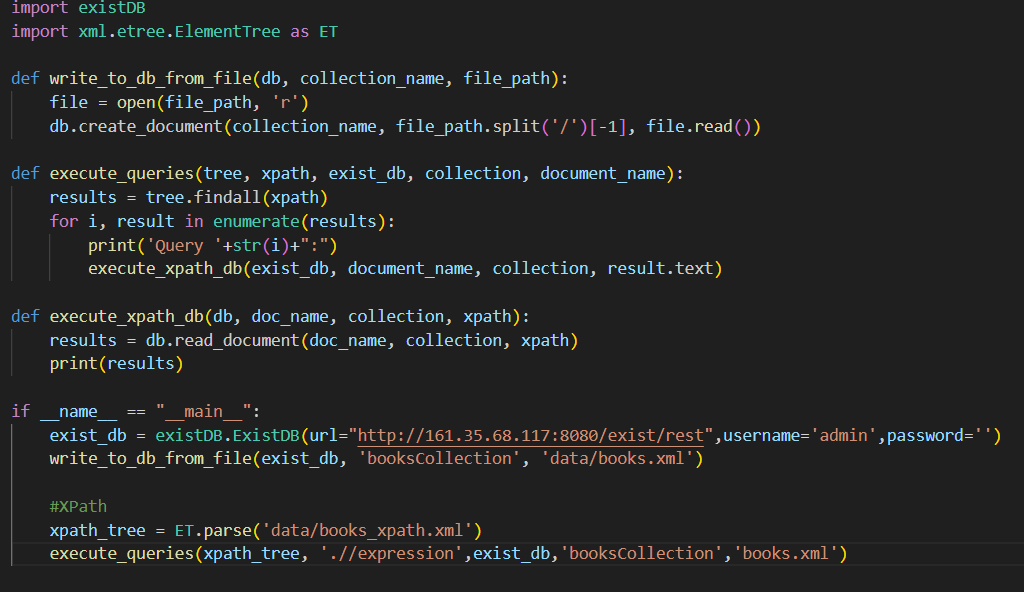 import existDB
import xml.etree.ElementTree as ET
def write_to_db_from_file(db, collection_name, file_path):
file = open(file_path, 'r')
db.create_document(collection_name, file_path.split('/')[-1], file.read())
def execute_queries(tree, xpath, exist_db, collection, document_name):
results = tree.findall(xpath)
for i, result in enumerate(results):
print('Query '+str(i)+":")
execute_xpath_db(exist_db, document_name, collection, result.text)
def execute_xpath_db(db, doc_name, collection, xpath):
results = db.read_document(doc_name, collection, xpath)
print(results)
if __name__ == "__main__":
exist_db = existDB.ExistDB(url="http://161.35.68.117:8080/exist/rest",username='admin',password='')
write_to_db_from_file(exist_db, 'booksCollection', 'data/books.xml')
#XPath
xpath_tree = ET.parse('data/books_xpath.xml')
execute_queries(xpath_tree, './/expression',exist_db,'booksCollection','books.xml')